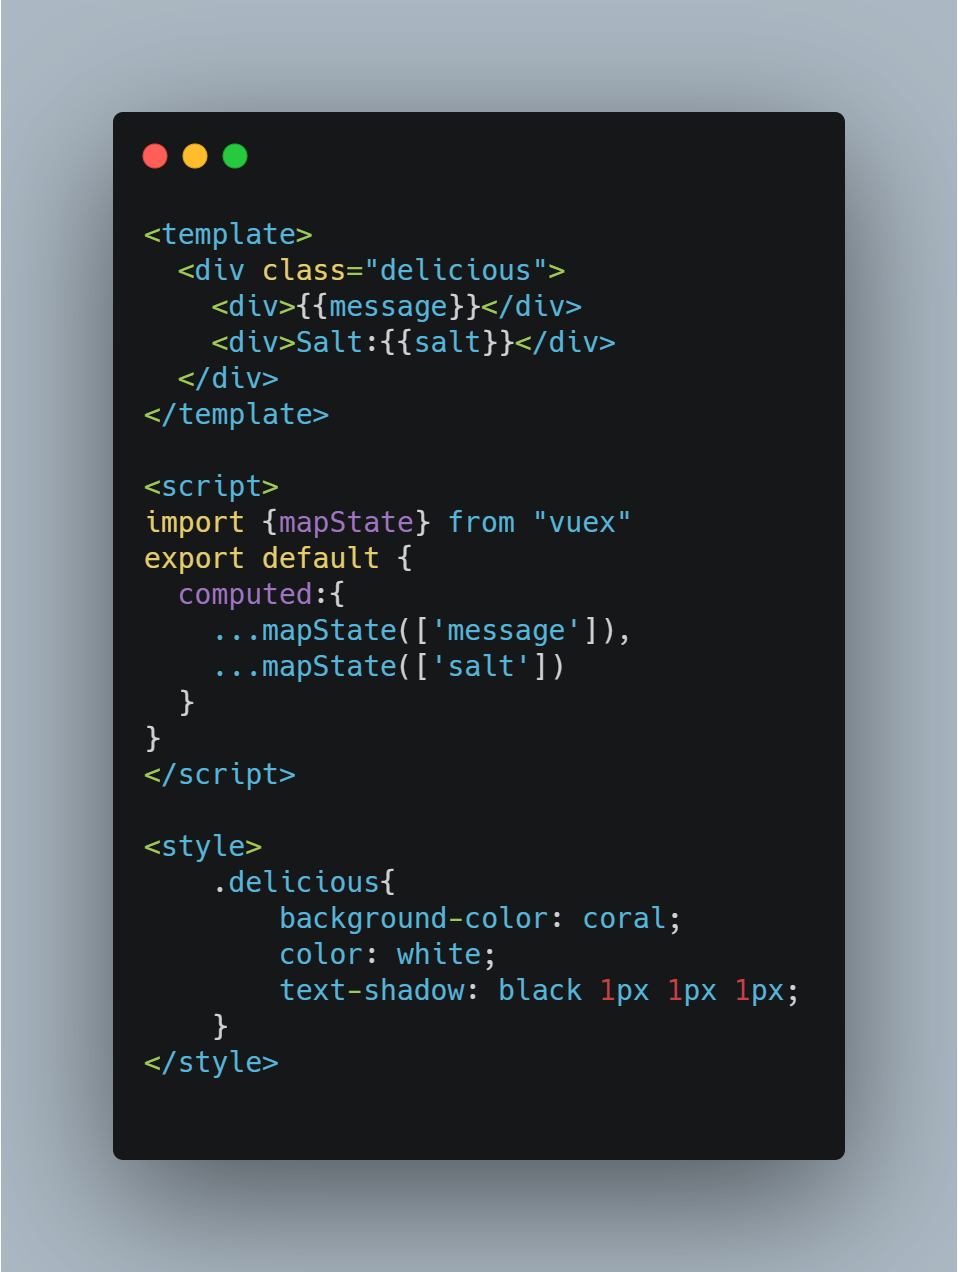 <template>
  <div class="delicious">
    <div>{{message}}</div>
    <div>Salt:{{salt}}</div>
  </div>
</template>

<script>
import {mapState} from "vuex"
export default {
  computed:{
    ...mapState(['message']),
    ...mapState(['salt'])
  }
}
</script>

<style>
    .delicious{
        background-color: coral;
        color: white;
        text-shadow: black 1px 1px 1px;
    }
</style>